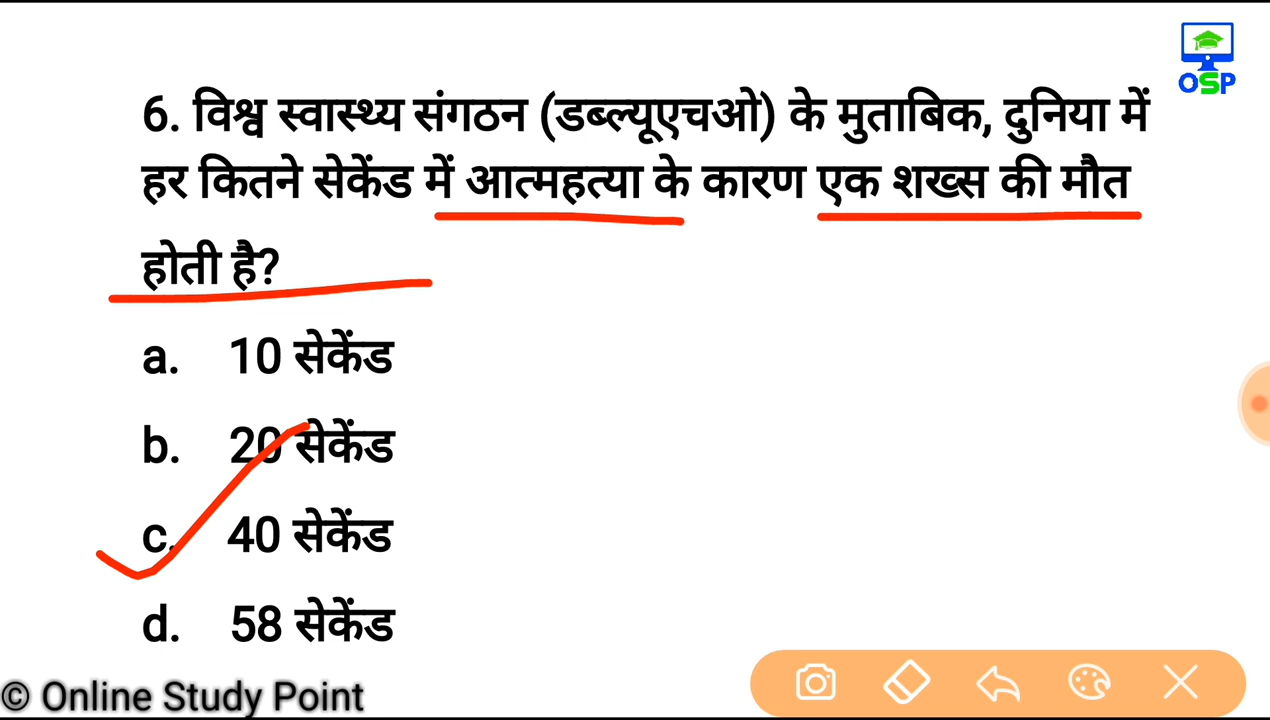 OSP
6. विश्व स्वास्थ्य संगठन (डब्ल्यूएचओ) के मुताबिक, दुनिया में
हर कितने सेकेंड में आत्महत्या के कारण एक शख्स की मौत
होती है?
a. 10 सेकेंड
b. 20 सेकेंड
c. 40 सेकेंड
d. 58 सेकेंड
© Online Study Point